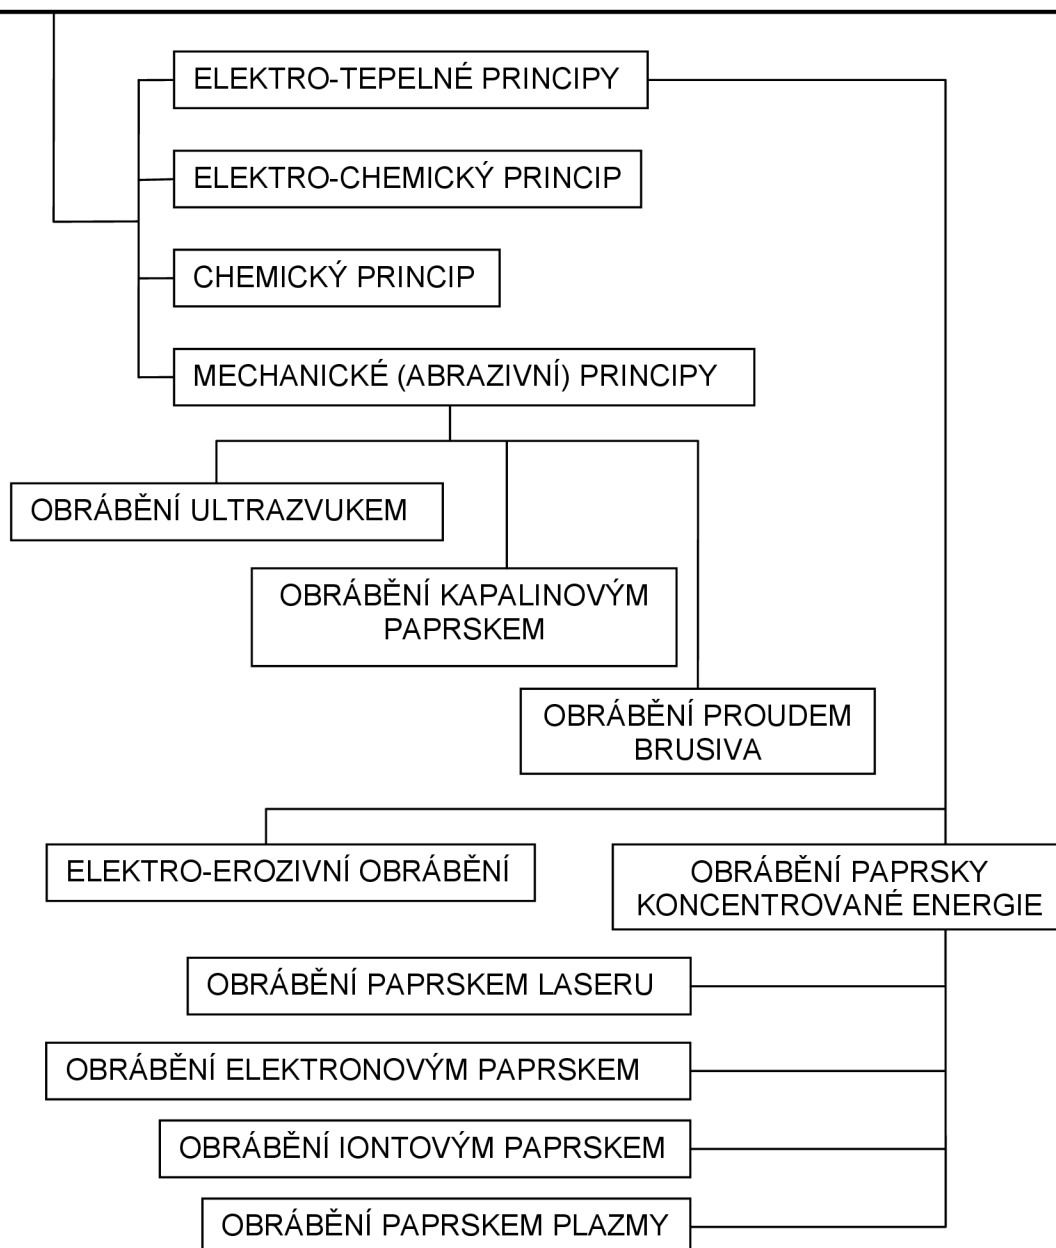 ELEKTRO-TEPELNÉ PRINCIPY
ELEKTRO-CHEMICKÝ PRINCIP
CHEMICKÝ PRINCIP
MECHANICKÉ (ABRAZIVNÍ) PRINCIPY
OBRÁBĚNÍ ULTRAZVUKEM
OBRÁBĚNÍ KAPALINOVÝM
PAPRSKEM
OBRÁBĚNÍ PROUDEM
BRUSIVA
ELEKTRO-EROZIVNÍ OBRÁBĚNÍ
OBRÁBĚNÍ PAPRSKY
KONCENTROVANÉ ENERGIE
OBRÁBĚNÍ PAPRSKEM LASERU
OBRÁBĚNÍ ELEKTRONOVÝM PAPRSKEM
OBRÁBĚNÍ IONTOVÝM PAPRSKEM
OBRÁBĚNÍ PAPRSKEM PLAZMY